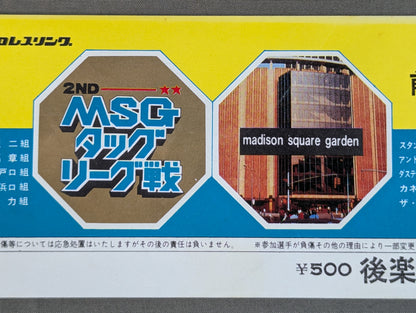 ロレスリング
2ND
MSG
タッグ
リーグ戦
madison square garden
二組
章組
戸口組
浜口組
力組
スタン
アント
ダステ
カネ
ザ・
傷等については応急処置はいたしますがその後の責任は負いません。
※参加選手が負傷その他の理由により一部変更
¥500 後楽